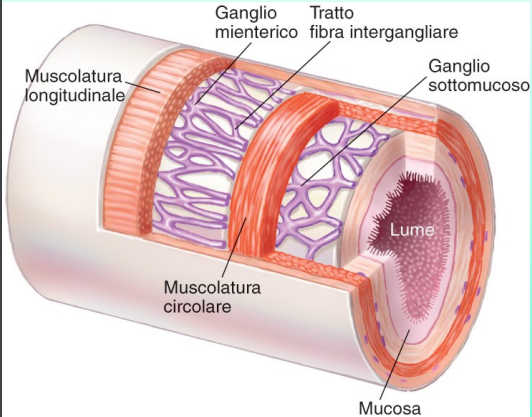 Ganglio
mienterico
Tratto
fibra intergangliare
Ganglio
sottomucoso
Muscolatura
longitudinale
Lume
Muscolatura
circolare
Mucosa